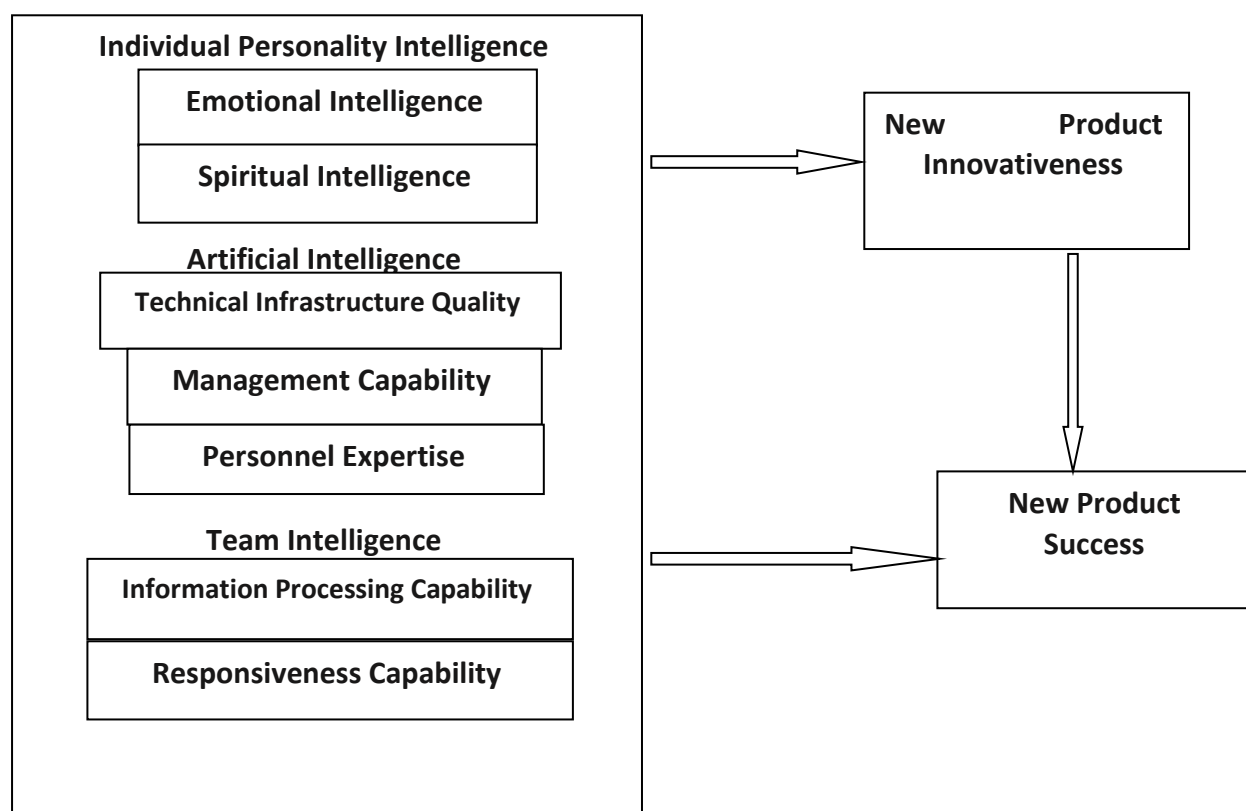 Individual Personality Intelligence
Emotional Intelligence
Spiritual Intelligence
Artificial Intelligence
Technical Infrastructure Quality
Management Capability
Personnel Expertise
Team Intelligence
Information Processing Capability
Responsiveness Capability
New Product
Innovativeness
New Product
Success